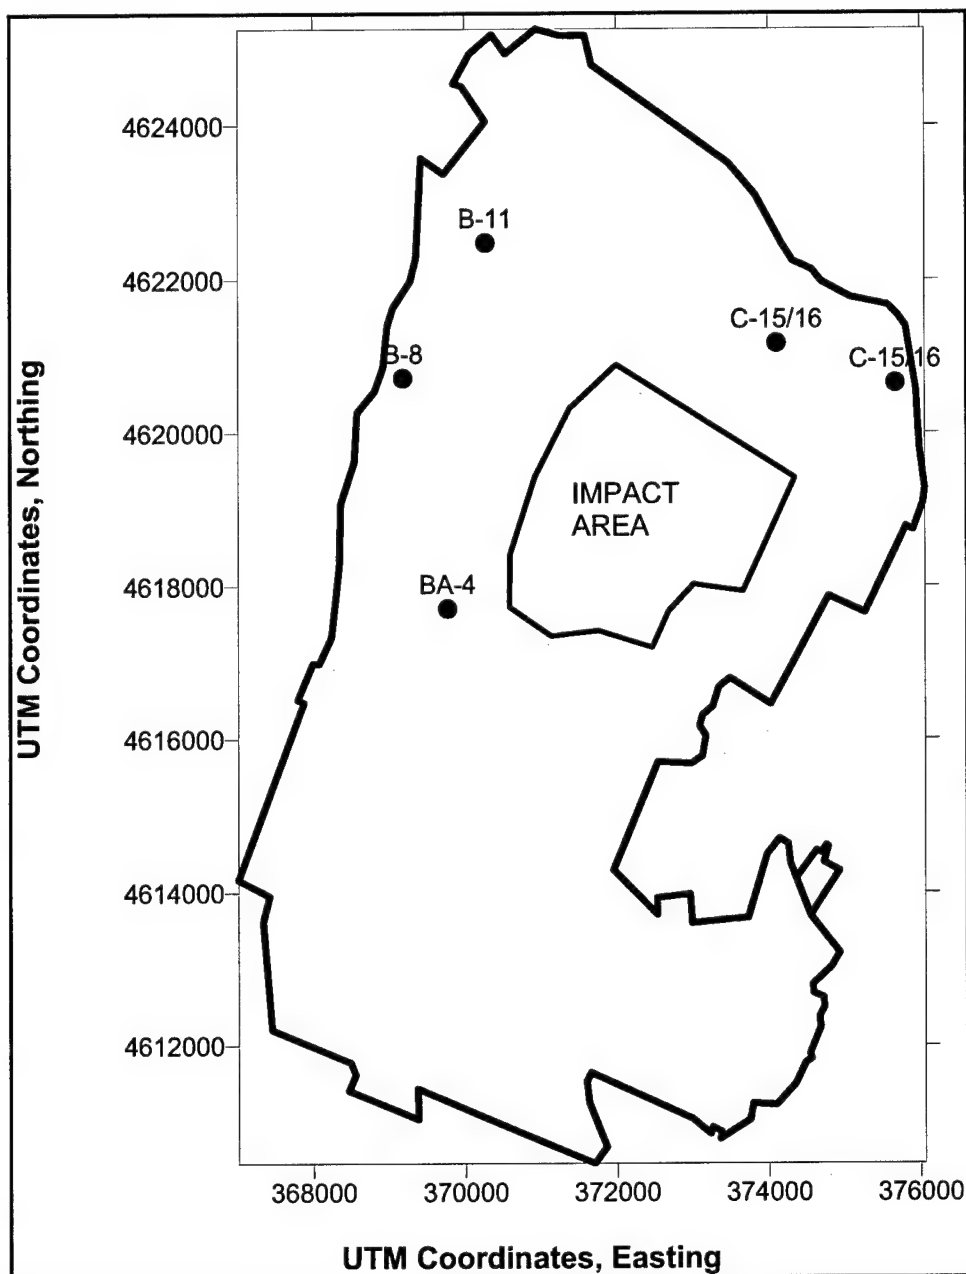 4624000
B-11
4622000
C-15/16
B-8
C-15/16
4620000
IMPACT
AREA
4618000
BA-4
UTM Coordinates, Northing
4616000
4614000
4612000
368000 370000 372000 374000 376000
UTM Coordinates, Easting